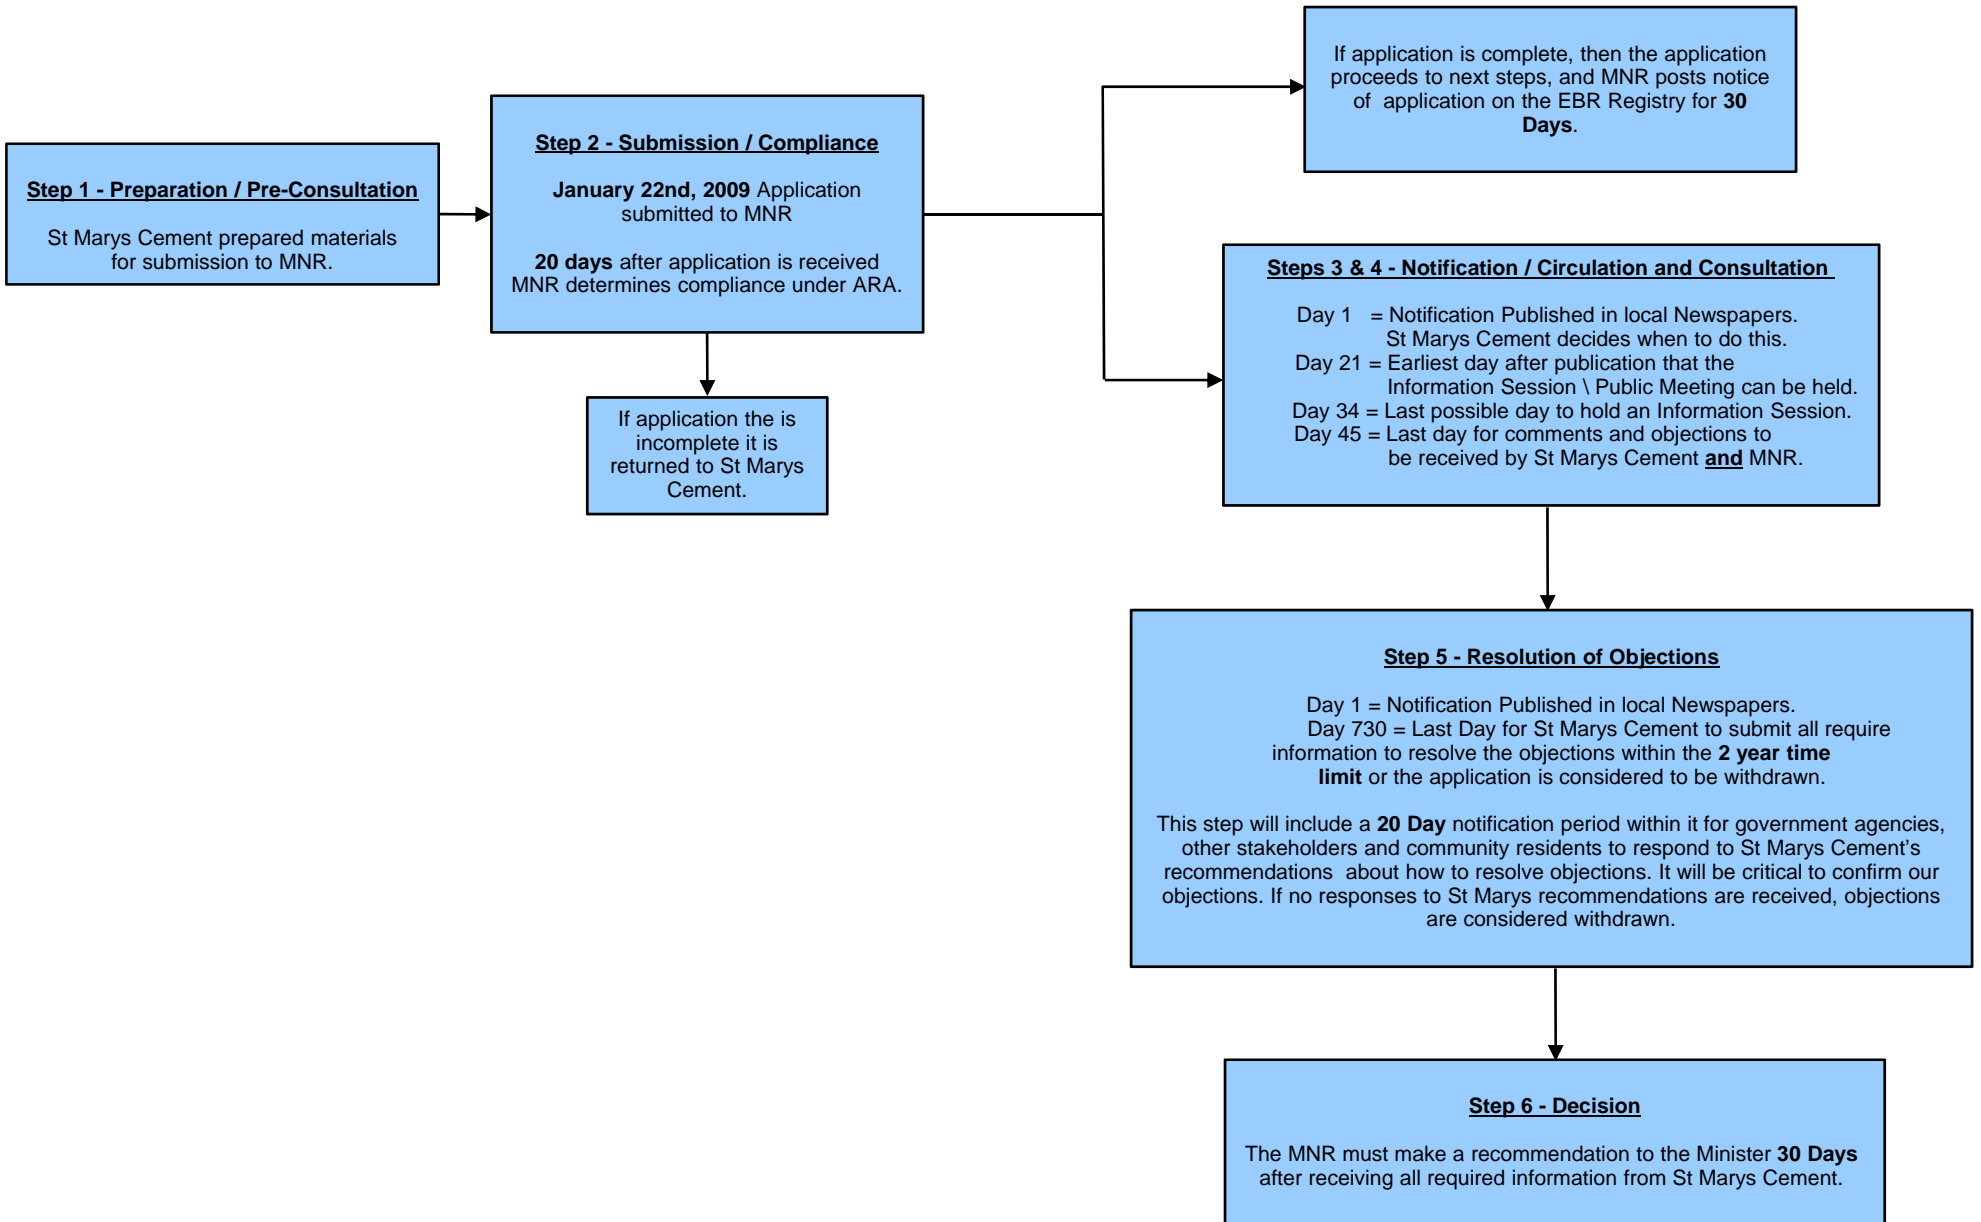 Step 1 - Preparation / Pre-Consultation
St Marys Cement prepared materials
for submission to MNR.
Step 2 - Submission / Compliance
January 22nd, 2009 Application
submitted to MNR
20 days after application is received
MNR determines compliance under ARA.
If application the is
incomplete it is
returned to St Marys
Cement.
If application is complete, then the application
proceeds to next steps, and MNR posts notice
of application on the EBR Registry for 30
Days.
Steps 3 & 4 - Notification / Circulation and Consultation
Day 1 = Notification Published in local Newspapers.
St Marys Cement decides when to do this.
Day 21 = Earliest day after publication that the
Information Session \ Public Meeting can be held.
Day 34 = Last possible day to hold an Information Session.
Day 45 = Last day for comments and objections to
be received by St Marys Cement and MNR.
Step 5 - Resolution of Objections
Day 1 = Notification Published in local Newspapers.
Day 730 = Last Day for St Marys Cement to submit all require
information to resolve the objections within the 2 year time
limit or the application is considered to be withdrawn.
This step will include a 20 Day notification period within it for government agencies,
other stakeholders and community residents to respond to St Marys Cement’s
recommendations about how to resolve objections. It will be critical to confirm our
objections. If no responses to St Marys recommendations are received, objections
are considered withdrawn.
Step 6 - Decision
The MNR must make a recommendation to the Minister 30 Days
after receiving all required information from St Marys Cement.